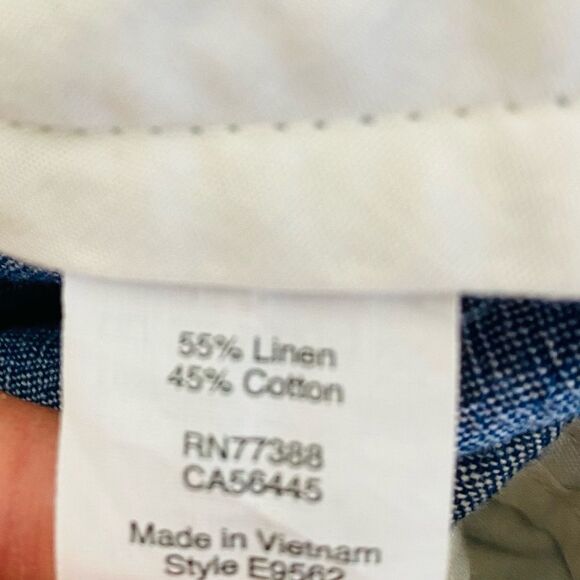 55% Linen
45% Cotton
RN77388
CA56445
Made in Vietnam
Style E9562